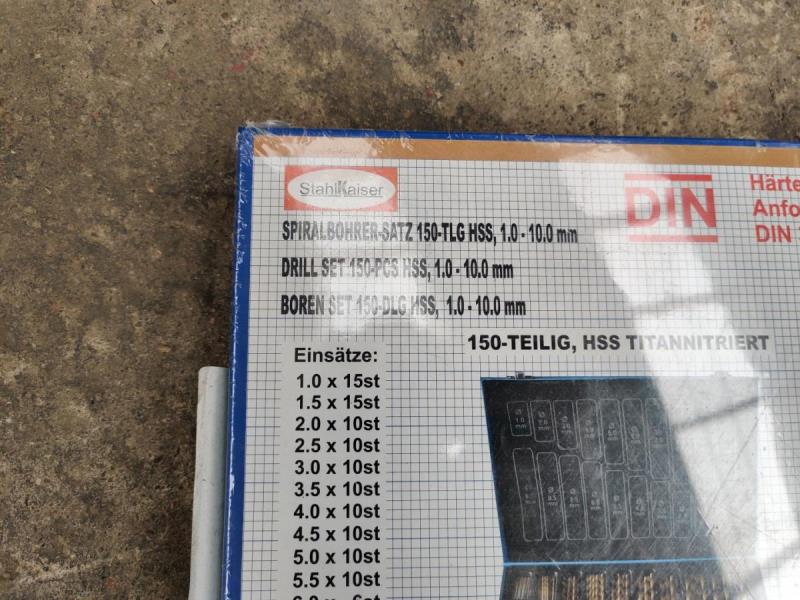 StahlKaiser
SPIRALBOHRER-SATZ 150-TLG HSS, 1.0 - 10.0 mm
DRILL SET 150-PCS HSS, 1.0 - 10.0 mm
BOREN SET 150-DLG HSS, 1.0 - 10.0 mm
DIN
Härte
Anfo
DIN
150-TEILIG, HSS TITANNITRIERT
Einsätze:
1.0 x 15st
1.5 x 15st
2.0 x 10st
2.5 x 10st
3.0 x 10st
3.5 x 10st
4.0 x 10st
4.5 x 10st
5.0 x 10st
5.5 x 10st